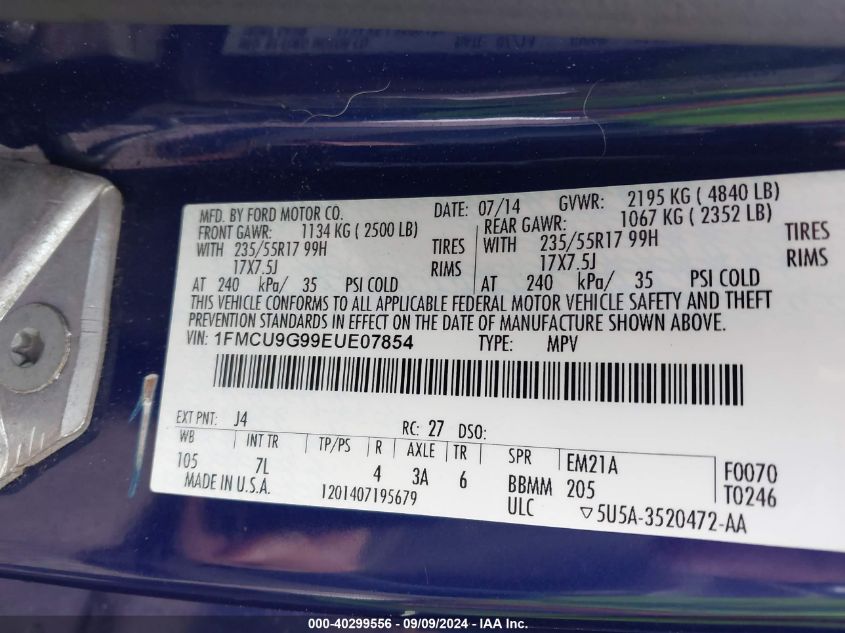 MFD. BY FORD MOTOR CO. DATE: 07/14 GVWR: 2195 KG ( 4840 LB)
FRONT GAWR: 1134 KG ( 2500 LB) REAR GAWR: 1067 KG ( 2352 LB)
WITH 235/55R17 99H TIRES WITH 235/55R17 99H TIRES
17X7.5J RIMS 17X7.5J RIMS
AT 240 kPa/ 35 PSI COLD AT 240 kPa/ 35 PSI COLD
THIS VEHICLE CONFORMS TO ALL APPLICABLE FEDERAL MOTOR VEHICLE SAFETY AND THEFT
PREVENTION STANDARDS IN EFFECT ON THE DATE OF MANUFACTURE SHOWN ABOVE.
VIN: 1FMCU9G99EUE07854 TYPE: MPV
EXT PNT: J4 RC: 27 DSO:
WB INT TR TP/PS R AXLE TR SPR EM21A F0070
105 7L 4 3A 6 BBMM 205 T0246
MADE IN U.S.A. 1201407195679 ULC ▽5U5A-3520472-AA
000-40299556 - 09/09/2024 - IAA Inc.